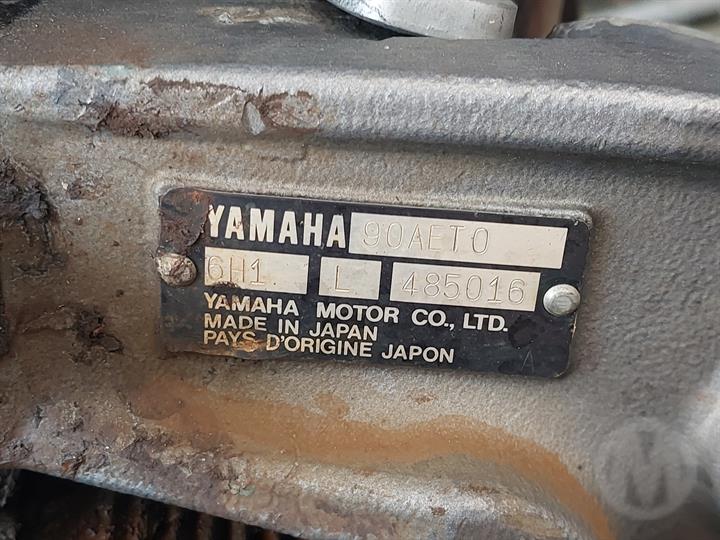 YAMAHA 90AETO
6H1 L 485016
YAMAHA MOTOR CO., LTD.
MADE IN JAPAN
PAYS D'ORIGINE JAPON
A
M